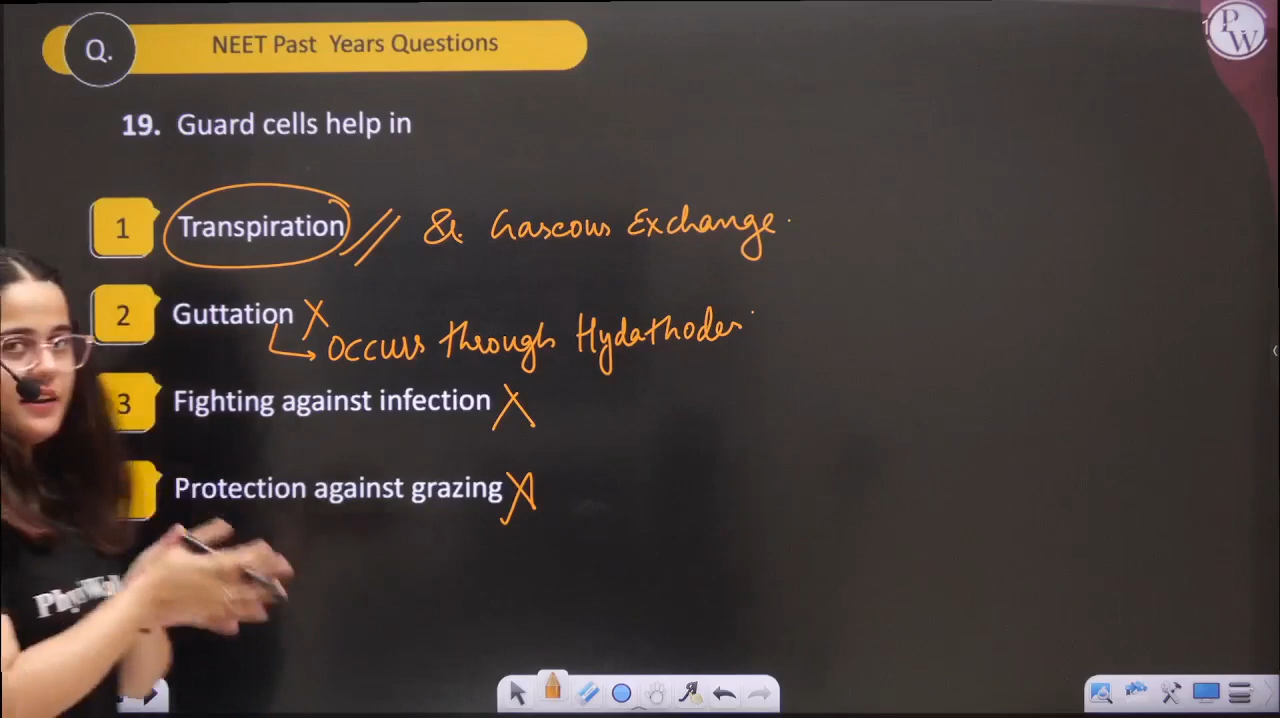 Q. NEET Past Years Questions
PW
19. Guard cells help in
1 Transpiration // & Gaseous Exchange.
2 Guttation X
↳ Occurs through Hydathodes
3 Fighting against infection X
Protection against grazing X